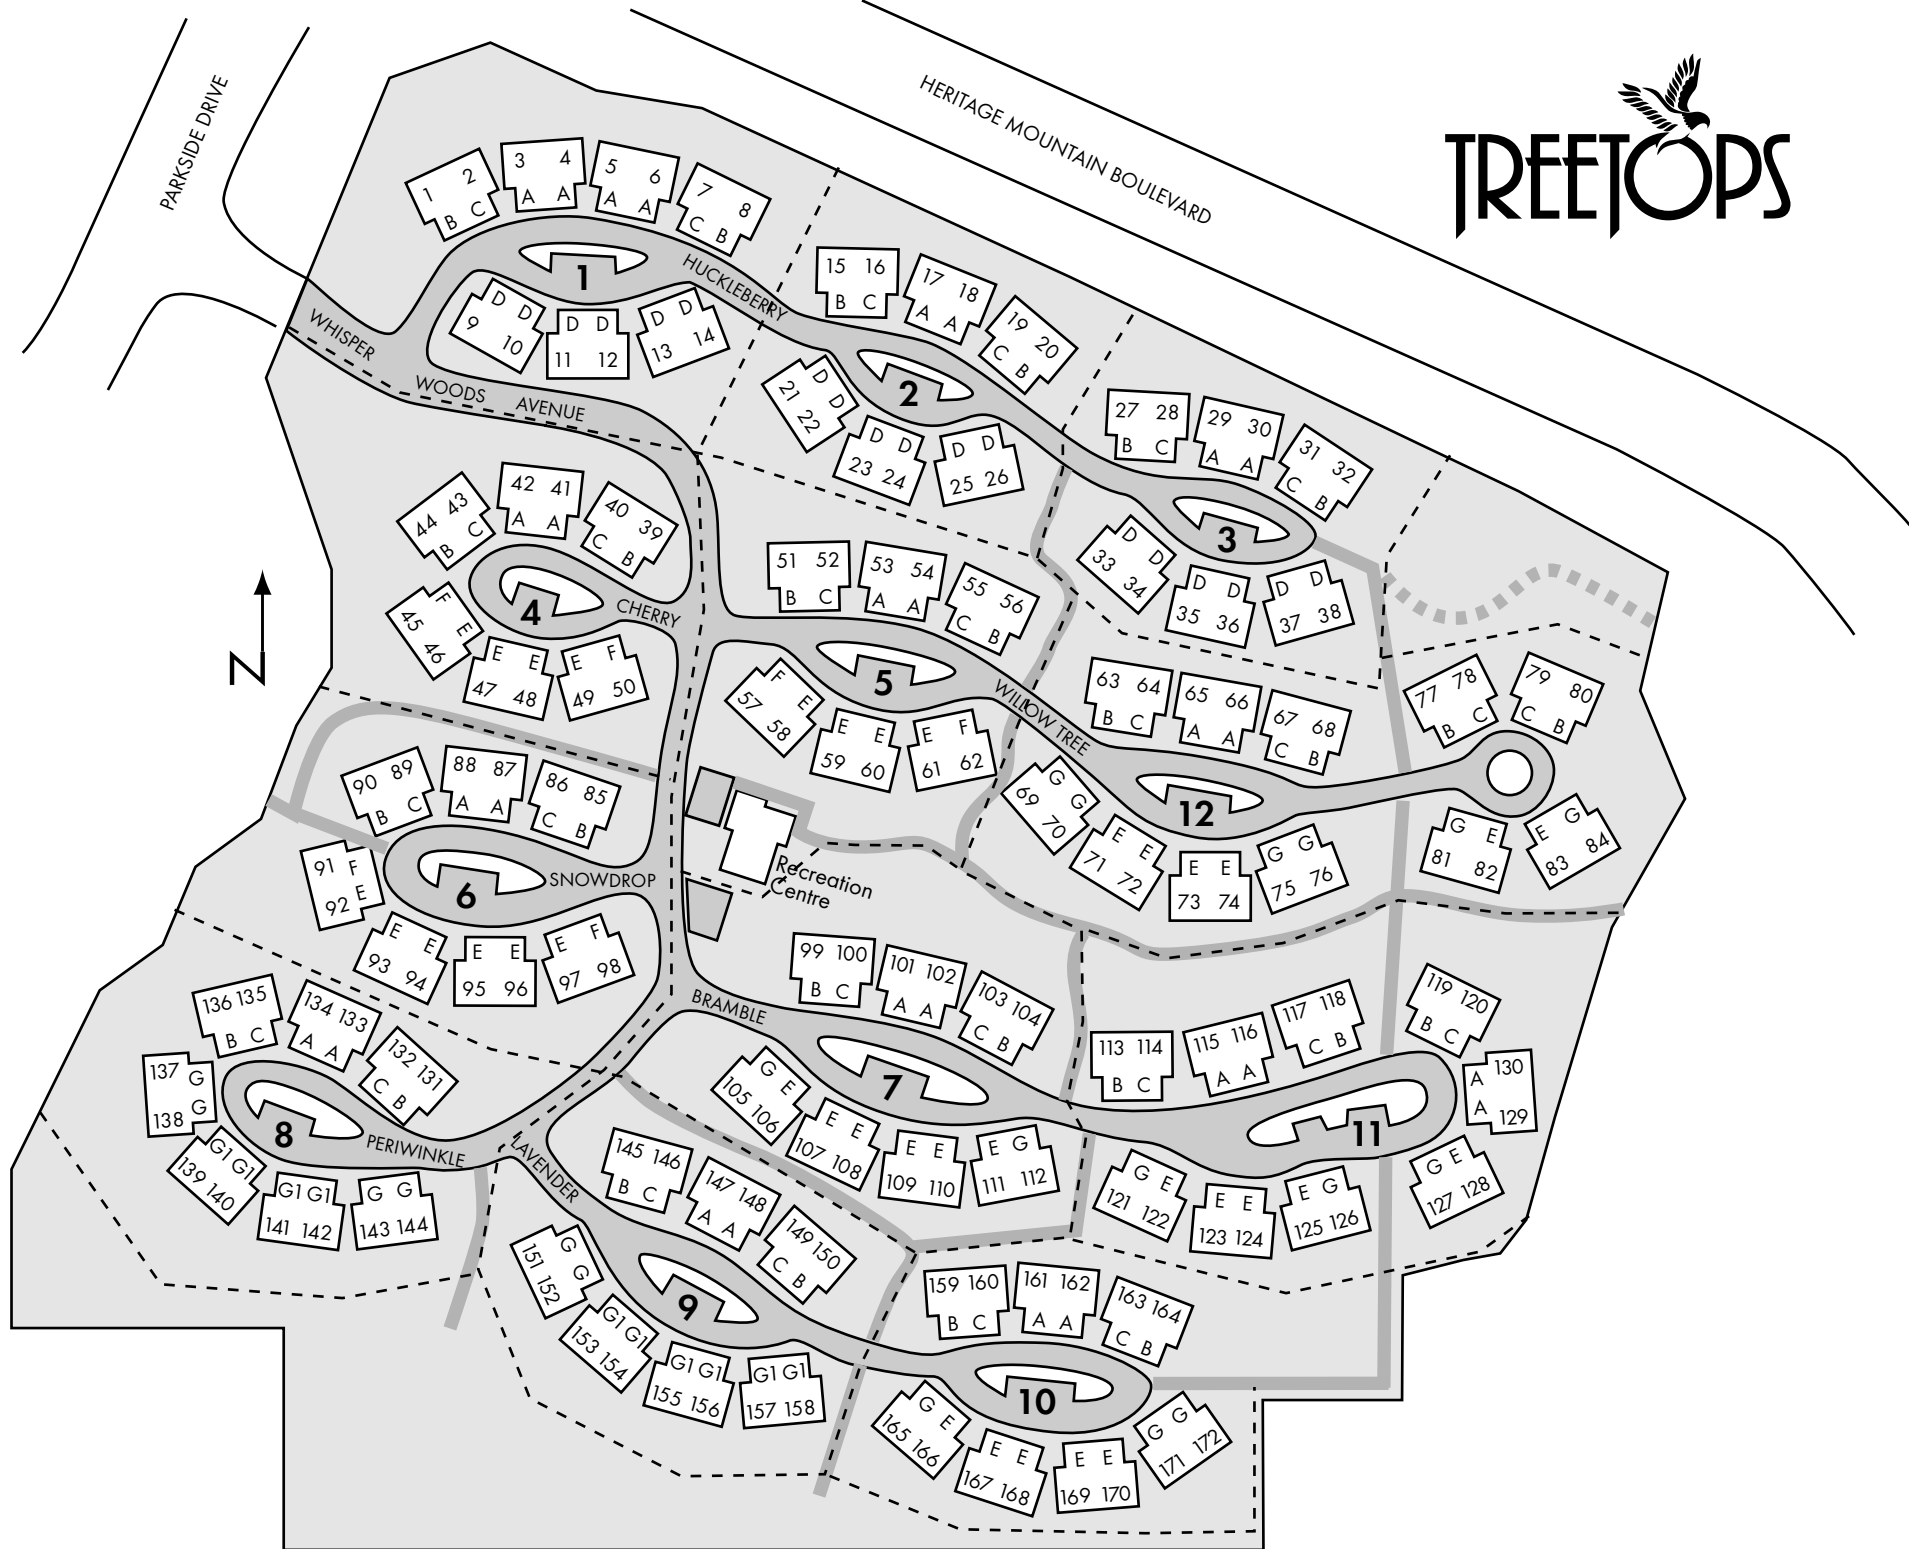 PARKSIDE DRIVE
HERITAGE MOUNTAIN BOULEVARD
TREETOPS
1 2
B C
3 4
A A
5 6
A A
7 8
C B
1
HUCKLEBERRY
D D
9 10
D D
11 12
D D
13 14
WHISPER
WOODS AVENUE
15 16
B C
17 18
A A
19 20
C B
2
D D
21 22
D D
23 24
D D
25 26
27 28
B C
29 30
A A
31 32
C B
3
D D
33 34
D D
35 36
D D
37 38
44 43
B C
42 41
A A
40 39
C B
4
CHERRY
F E
45 46
E E
47 48
E F
49 50
N
51 52
B C
53 54
A A
55 56
C B
5
WILLOW TREE
F E
57 58
E E
59 60
E F
61 62
63 64
B C
65 66
A A
67 68
C B
12
G G
69 70
E E
71 72
E E
73 74
G G
75 76
77 78
B C
79 80
C B
G E
81 82
E G
83 84
90 89
B C
88 87
A A
86 85
C B
6
SNOWDROP
91 F
92 E
E E
93 94
E E
95 96
E F
97 98
Recreation
Centre
99 100
B C
101 102
A A
103 104
C B
BRAMBLE
7
G E
105 106
E E
107 108
E E
109 110
E G
111 112
113 114
B C
115 116
A A
117 118
C B
119 120
B C
A 130
A 129
11
G E
121 122
E E
123 124
E G
125 126
G E
127 128
136 135
B C
134 133
A A
132 131
C B
137 G
138 G
8
PERIWINKLE
G1 G1
139 140
G1 G1
141 142
G G
143 144
LAVENDER
145 146
B C
147 148
A A
149 150
C B
9
G G
151 152
G1 G1
153 154
G1 G1
155 156
G1 G1
157 158
159 160
B C
161 162
A A
163 164
C B
10
G E
165 166
E E
167 168
E E
169 170
G G
171 172